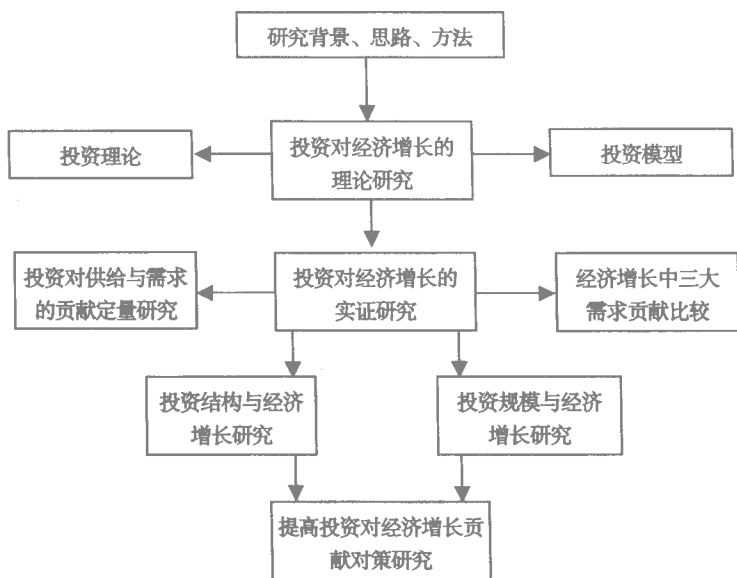 研究背景、思路、方法
投资理论
投资对经济增长的
理论研究
投资模型
投资对供给与需求
的贡献定量研究
投资对经济增长的
实证研究
经济增长中三大
需求贡献比较
投资结构与经济
增长研究
投资规模与经济
增长研究
提高投资对经济增长贡
献对策研究